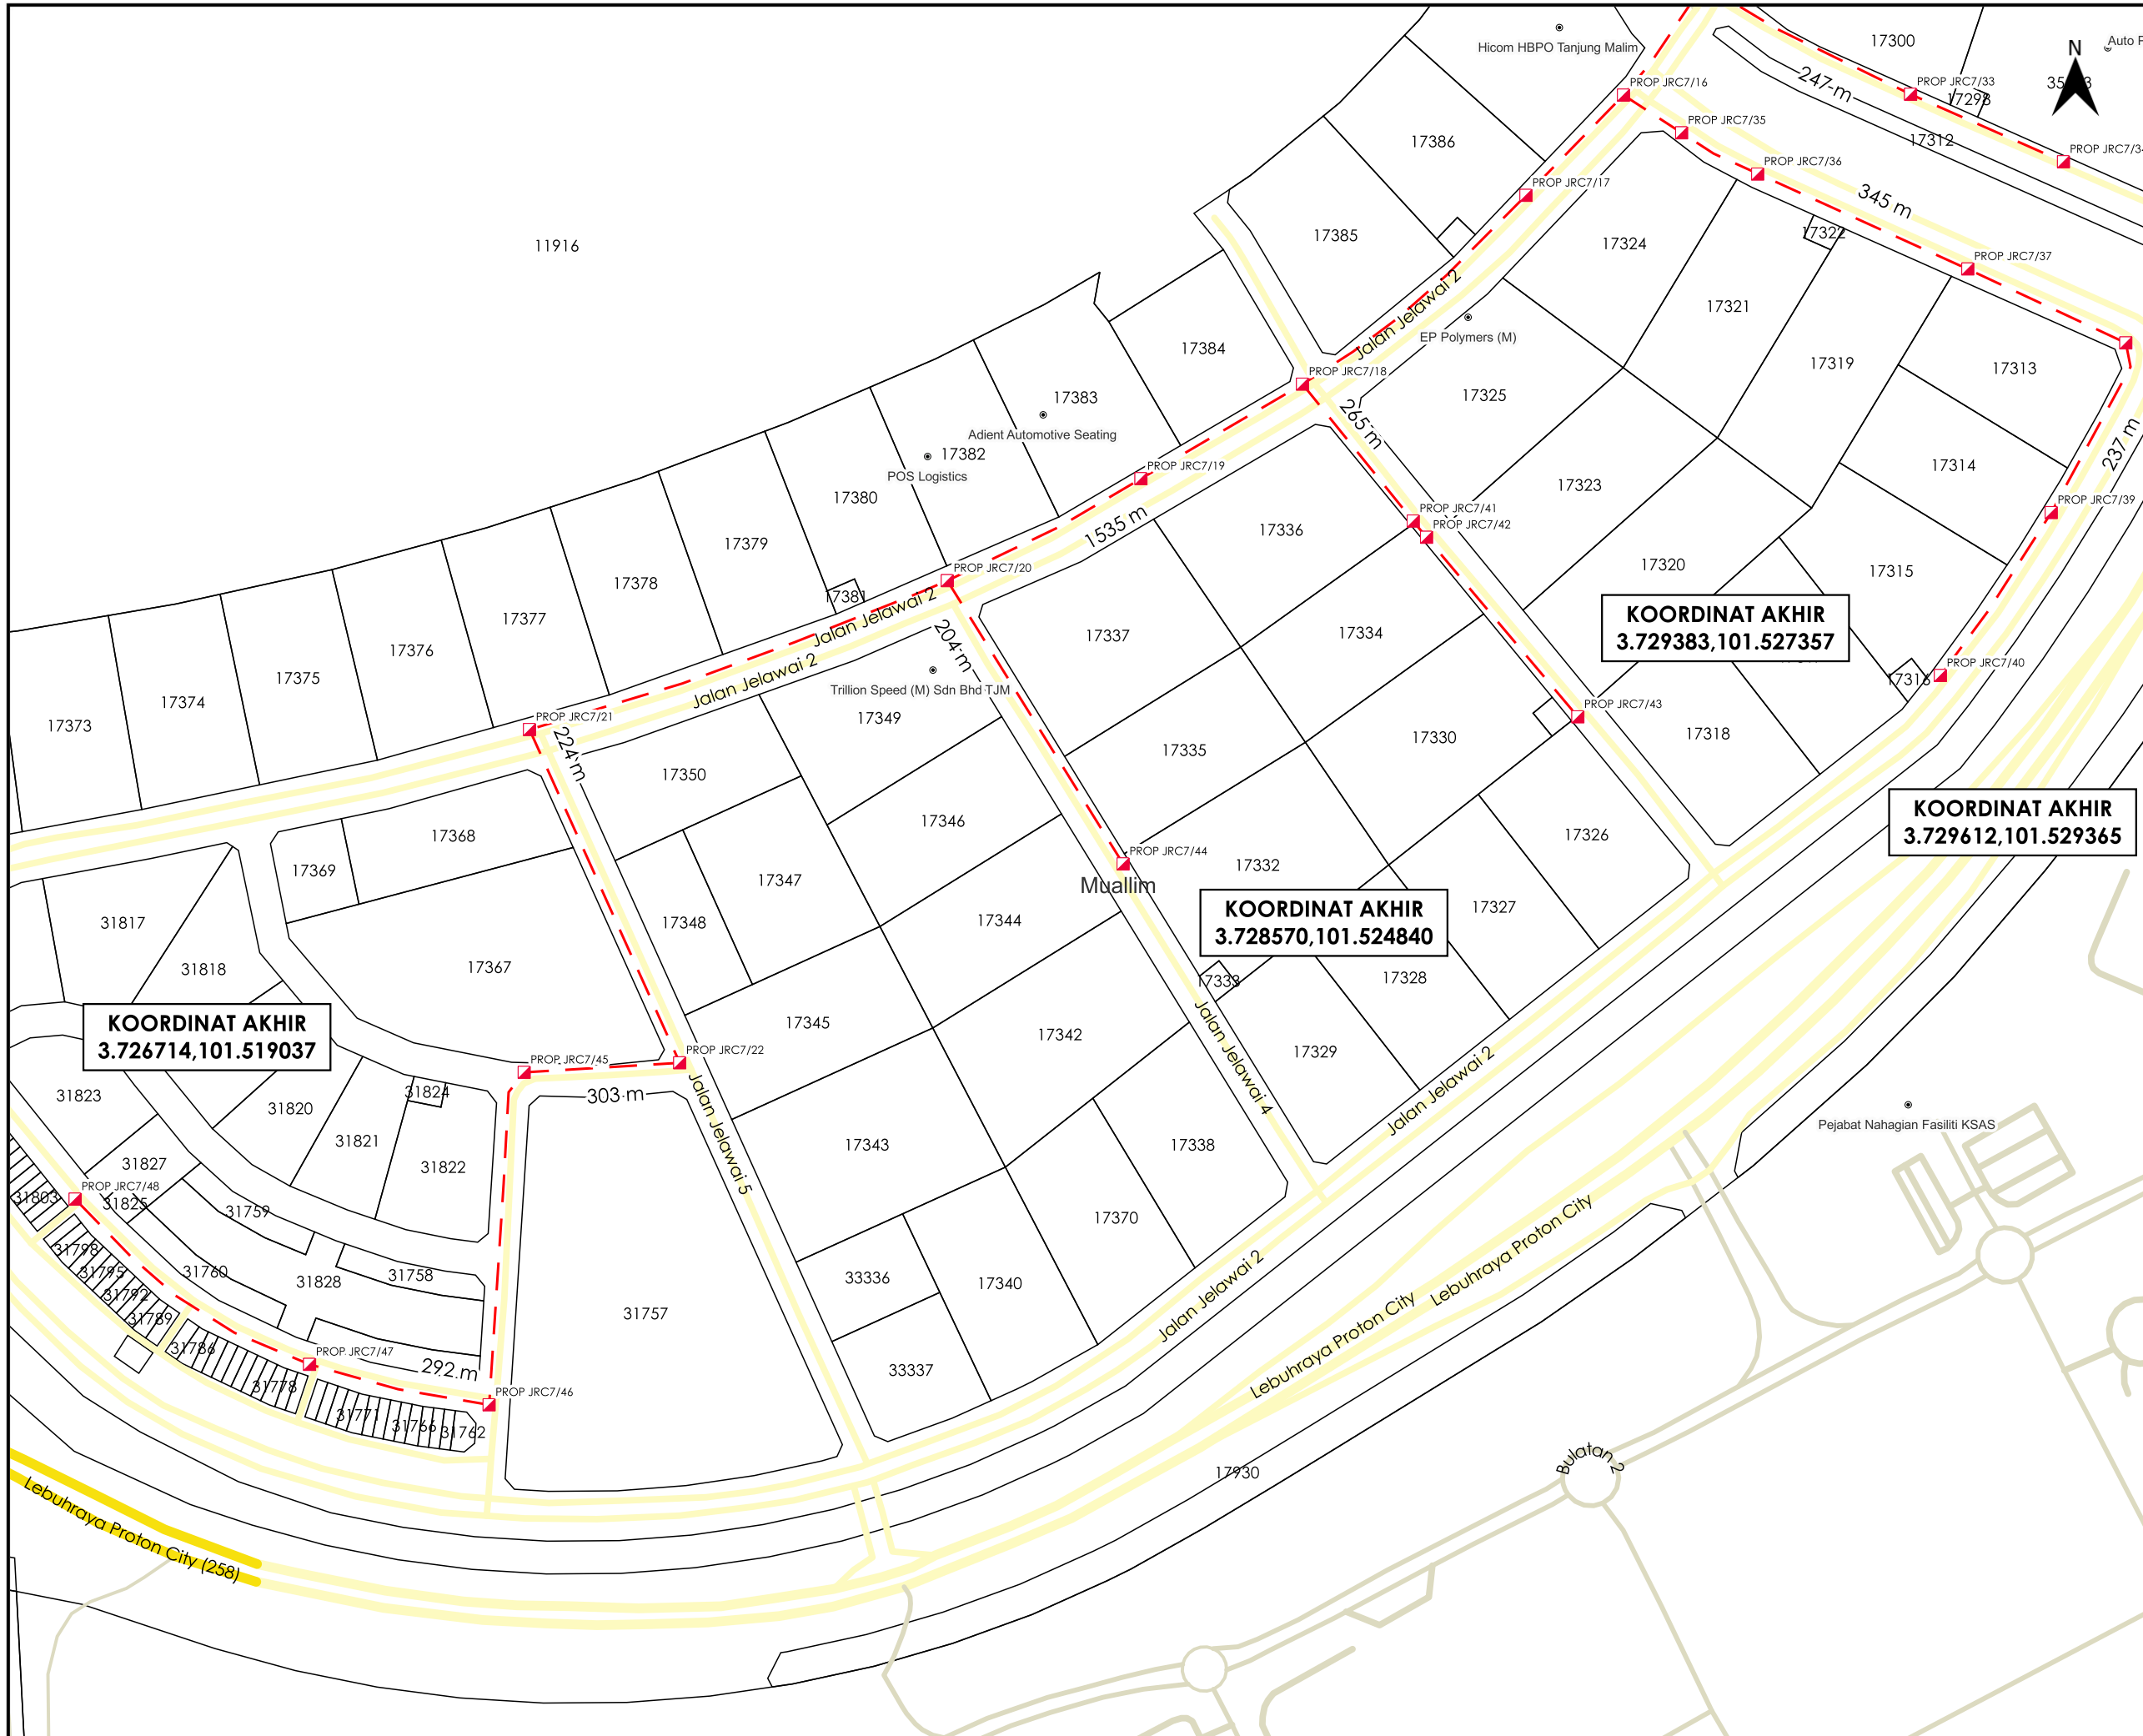 Hicom HBPO Tanjung Malim
17300
N
PROP JRC7/16
247 m
PROP JRC7/33
17298
17386
PROP JRC7/35
17312
PROP JRC7/36
PROP JRC7/17
345 m
11916
17385
17324
17322
PROP JRC7/37
Jalan Jelawai 2
17321
EP Polymers (M)
17384
17319
17313
PROP JRC7/18
17325
17383
265 m
Adient Automotive Seating
17382
237 m
POS Logistics
PROP JRC7/19
17314
17380
17323
PROP JRC7/39
1535 m
PROP JRC7/41
PROP JRC7/42
17336
17379
PROP JRC7/20
17320
17315
17378
17381
Jalan Jelawai 2
KOORDINAT AKHIR
3.729383,101.527357
17377
17337
17334
204 m
17376
Jalan Jelawai 2
PROP JRC7/40
17375
Trillion Speed (M) Sdn Bhd TJM
17316
17374
17349
PROP JRC7/43
17373
PROP JRC7/21
17318
17330
224 m
17335
17350
KOORDINAT AKHIR
3.729612,101.529365
17346
17368
17326
PROP JRC7/44
17369
17332
Muallim
17347
KOORDINAT AKHIR
3.728570,101.524840
17327
31817
17348
17344
31818
17367
17333
17328
KOORDINAT AKHIR
3.726714,101.519037
17345
17342
Jalan Jelawai 4
17329
PROP JRC7/45
PROP JRC7/22
Jalan Jelawai 2
31823
31824
303 m
Pejabat Nahagian Fasiliti KSAS
31820
Jalan Jelawai 5
31821
17343
17338
31827
31822
PROP JRC7/48
31803
31825
31759
17370
Lebuhraya Proton City
31798
31795
31760
31828
31758
33336
17340
Jalan Jelawai 2
31792
31789
31757
Lebuhraya Proton City
31786
PROP JRC7/47
292 m
33337
31778
PROP JRC7/46
31771
31766
31762
17930
Bulatan 2
Lebuhraya Proton City (258)